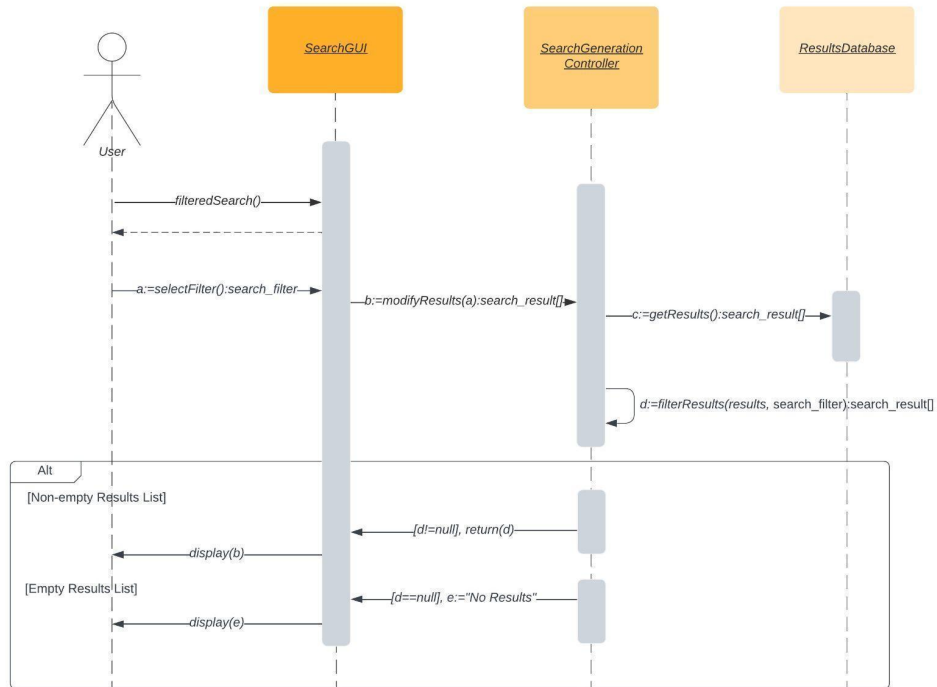 SearchGUI
SearchGeneration
Controller
ResultsDatabase
User
filteredSearch()
a:=selectFilter():search_filter
b:=modifyResults(a):search_result[]
c:=getResults():search_result[]
d:=filterResults(results, search_filter):search_result[]
Alt
[Non-empty Results List]
[d!=null], return(d)
display(b)
[Empty Results List]
[d==null], e:="No Results"
display(e)